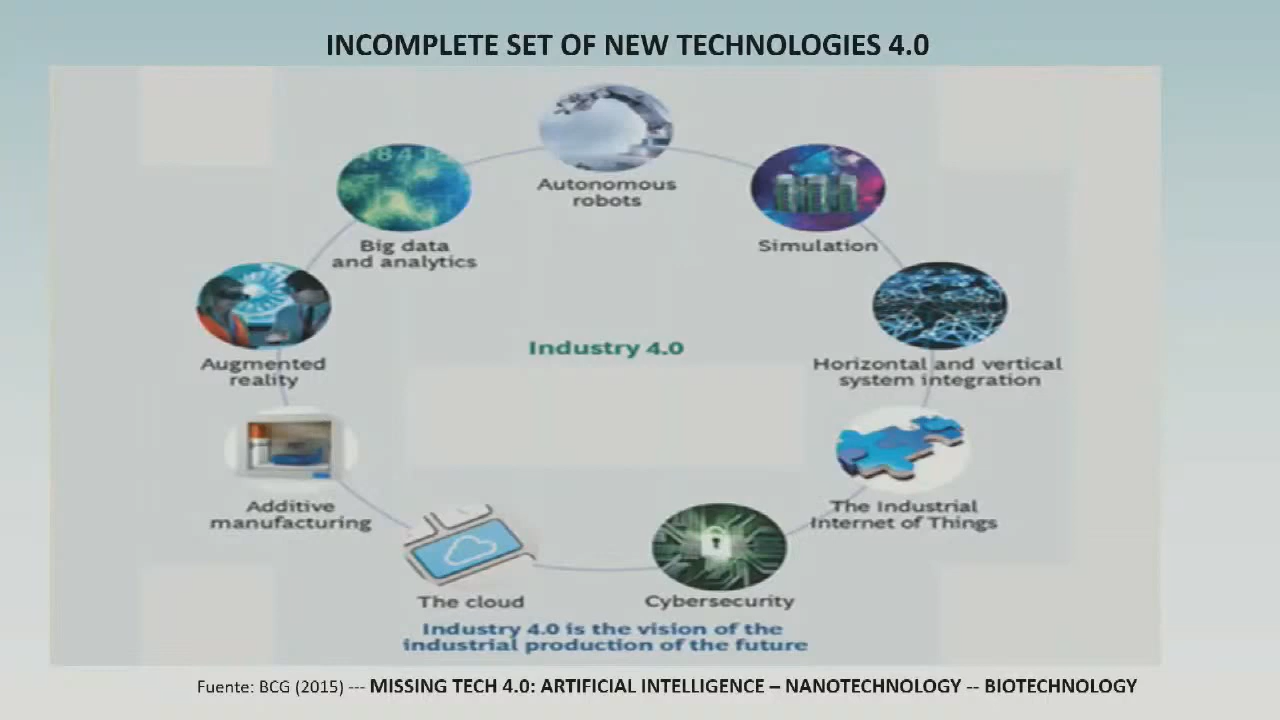 INCOMPLETE SET OF NEW TECHNOLOGIES 4.0
Autonomous
robots
Big data
and analytics
Simulation
Augmented
reality
Industry 4.0
Horizontal and vertical
system integration
Additive
manufacturing
The Industrial
Internet of Things
The cloud
Cybersecurity
Industry 4.0 is the vision of the
industrial production of the future
Fuente: BCG (2015) --- MISSING TECH 4.0: ARTIFICIAL INTELLIGENCE – NANOTECHNOLOGY -- BIOTECHNOLOGY